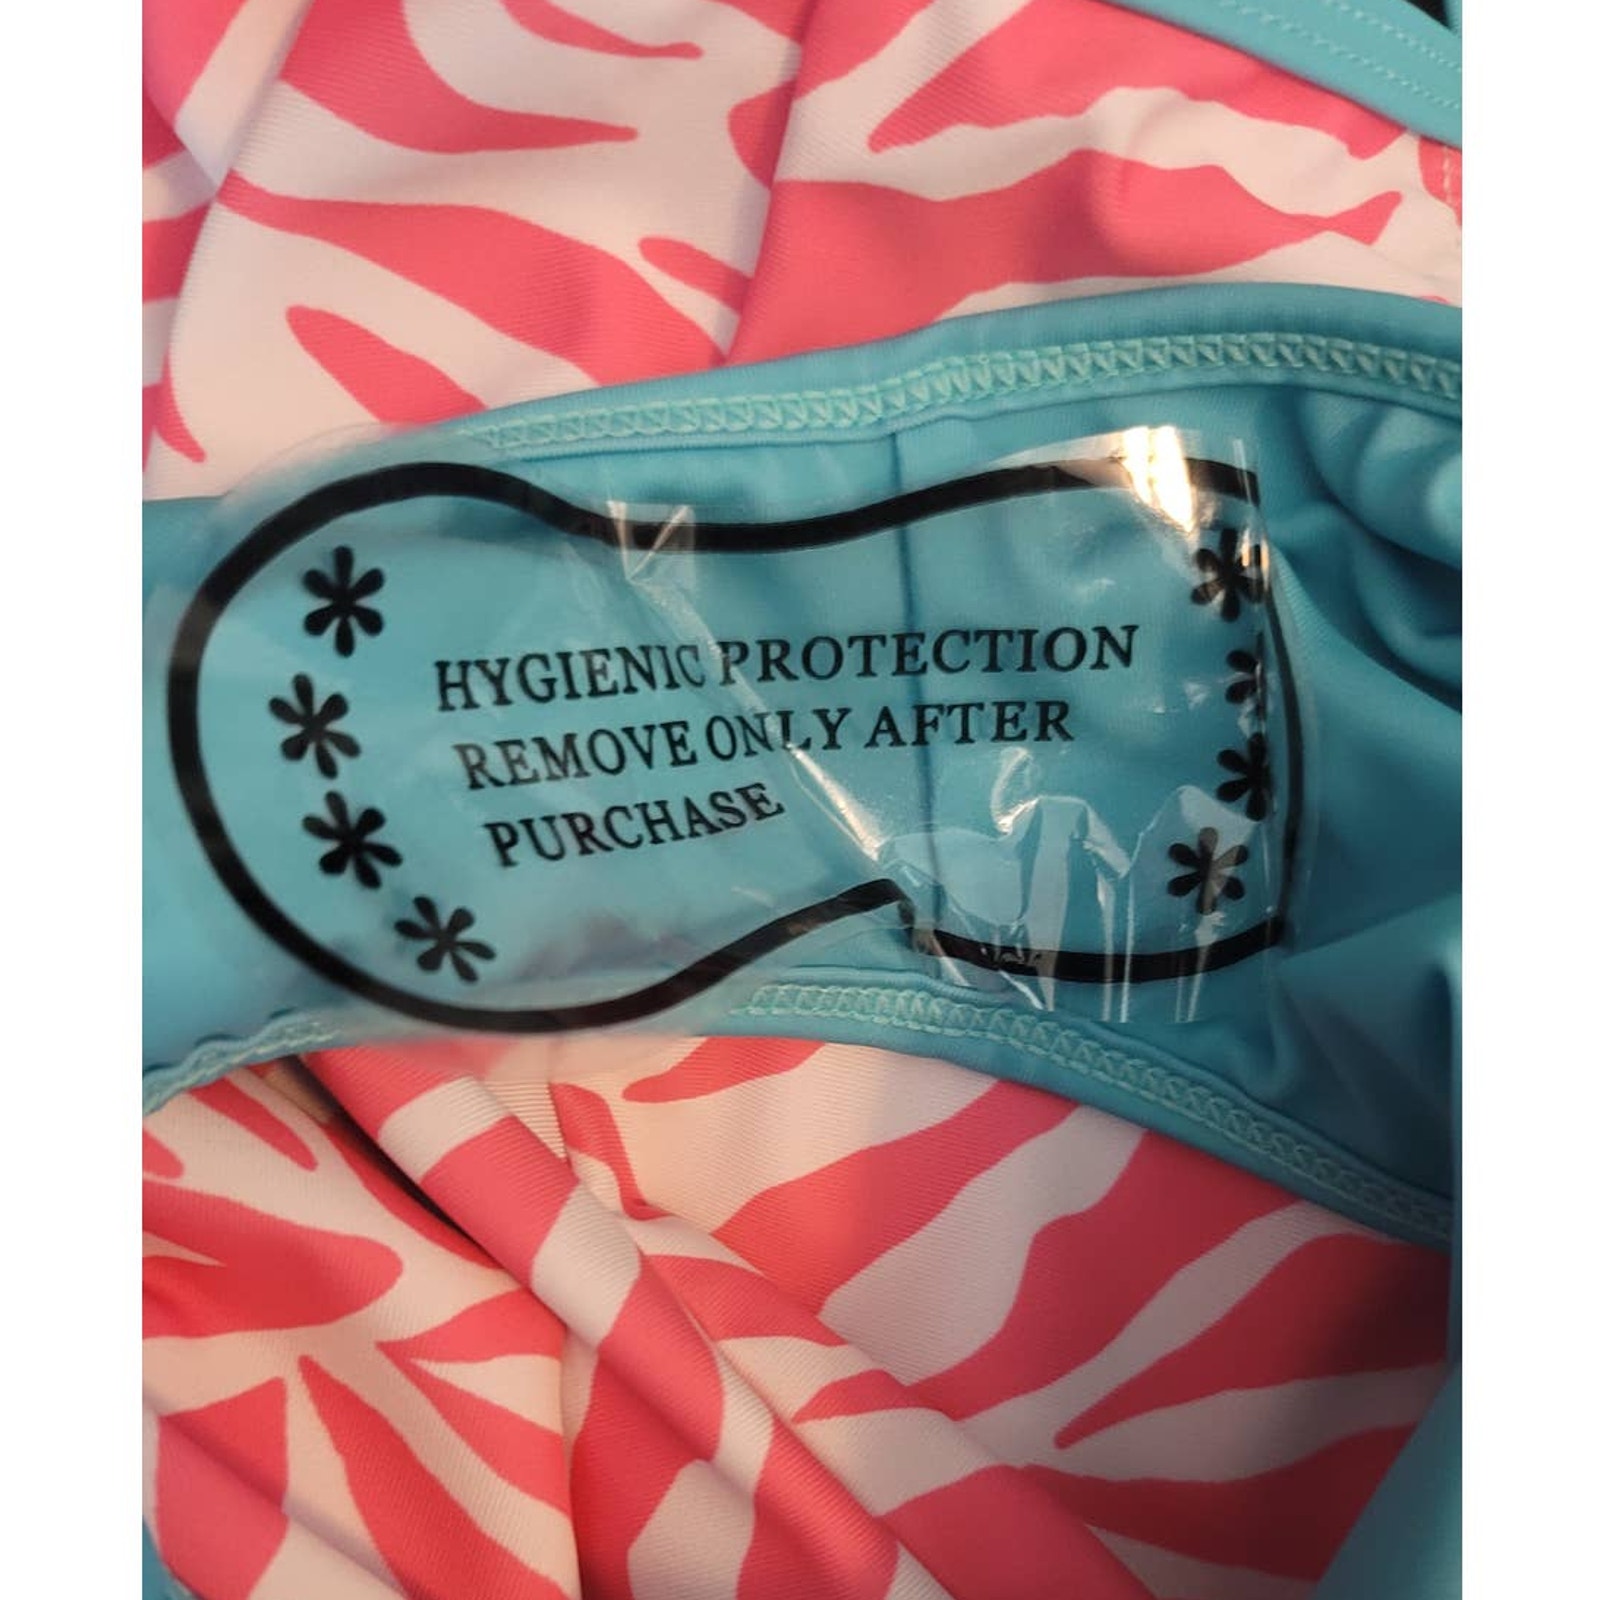 HYGIENIC PROTECTION
REMOVE ONLY AFTER
PURCHASE